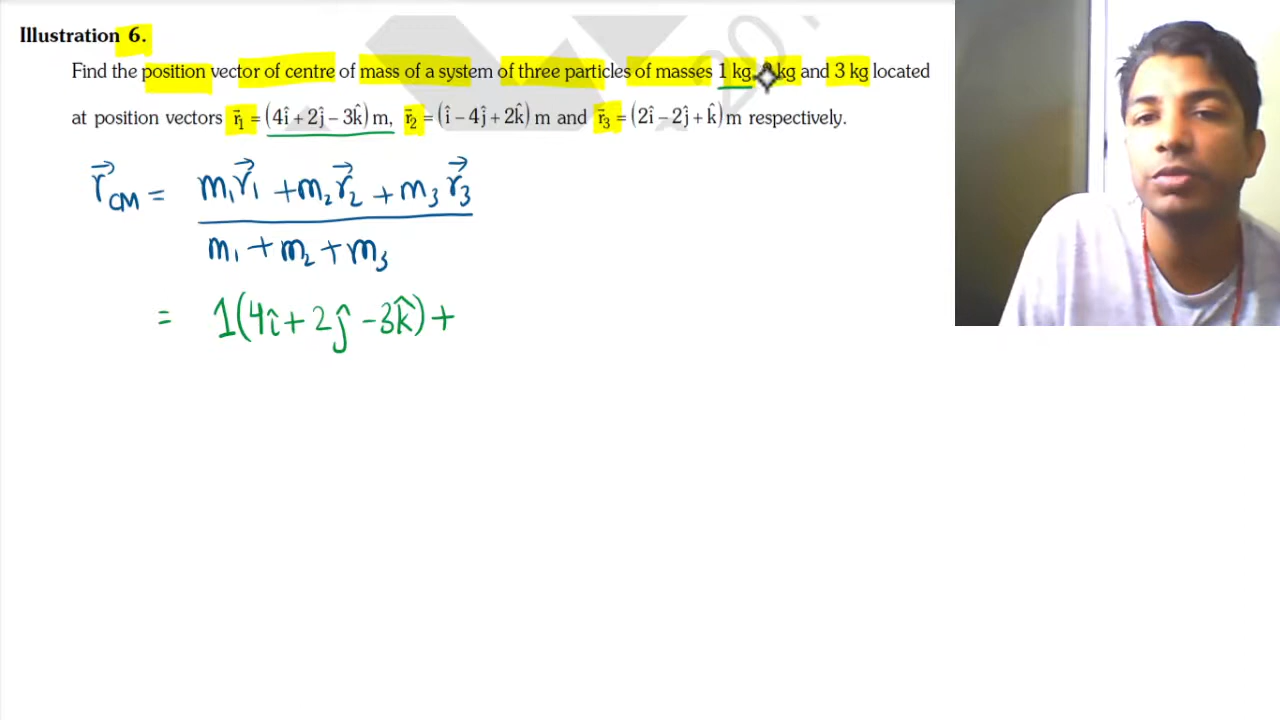 Illustration 6.
Find the position vector of centre of mass of a system of three particles of masses 1 kg, kg and 3 kg located
at position vectors r⃗₁ = (4î + 2ĵ − 3k̂) m, r⃗₂ = (î − 4ĵ + 2k̂) m and r⃗₃ = (2î − 2ĵ + k̂) m respectively.
r⃗CM = m₁r⃗₁ + m₂r⃗₂ + m₃r⃗₃
m₁ + m₂ + m₃
= 1(4î + 2ĵ − 3k̂) +